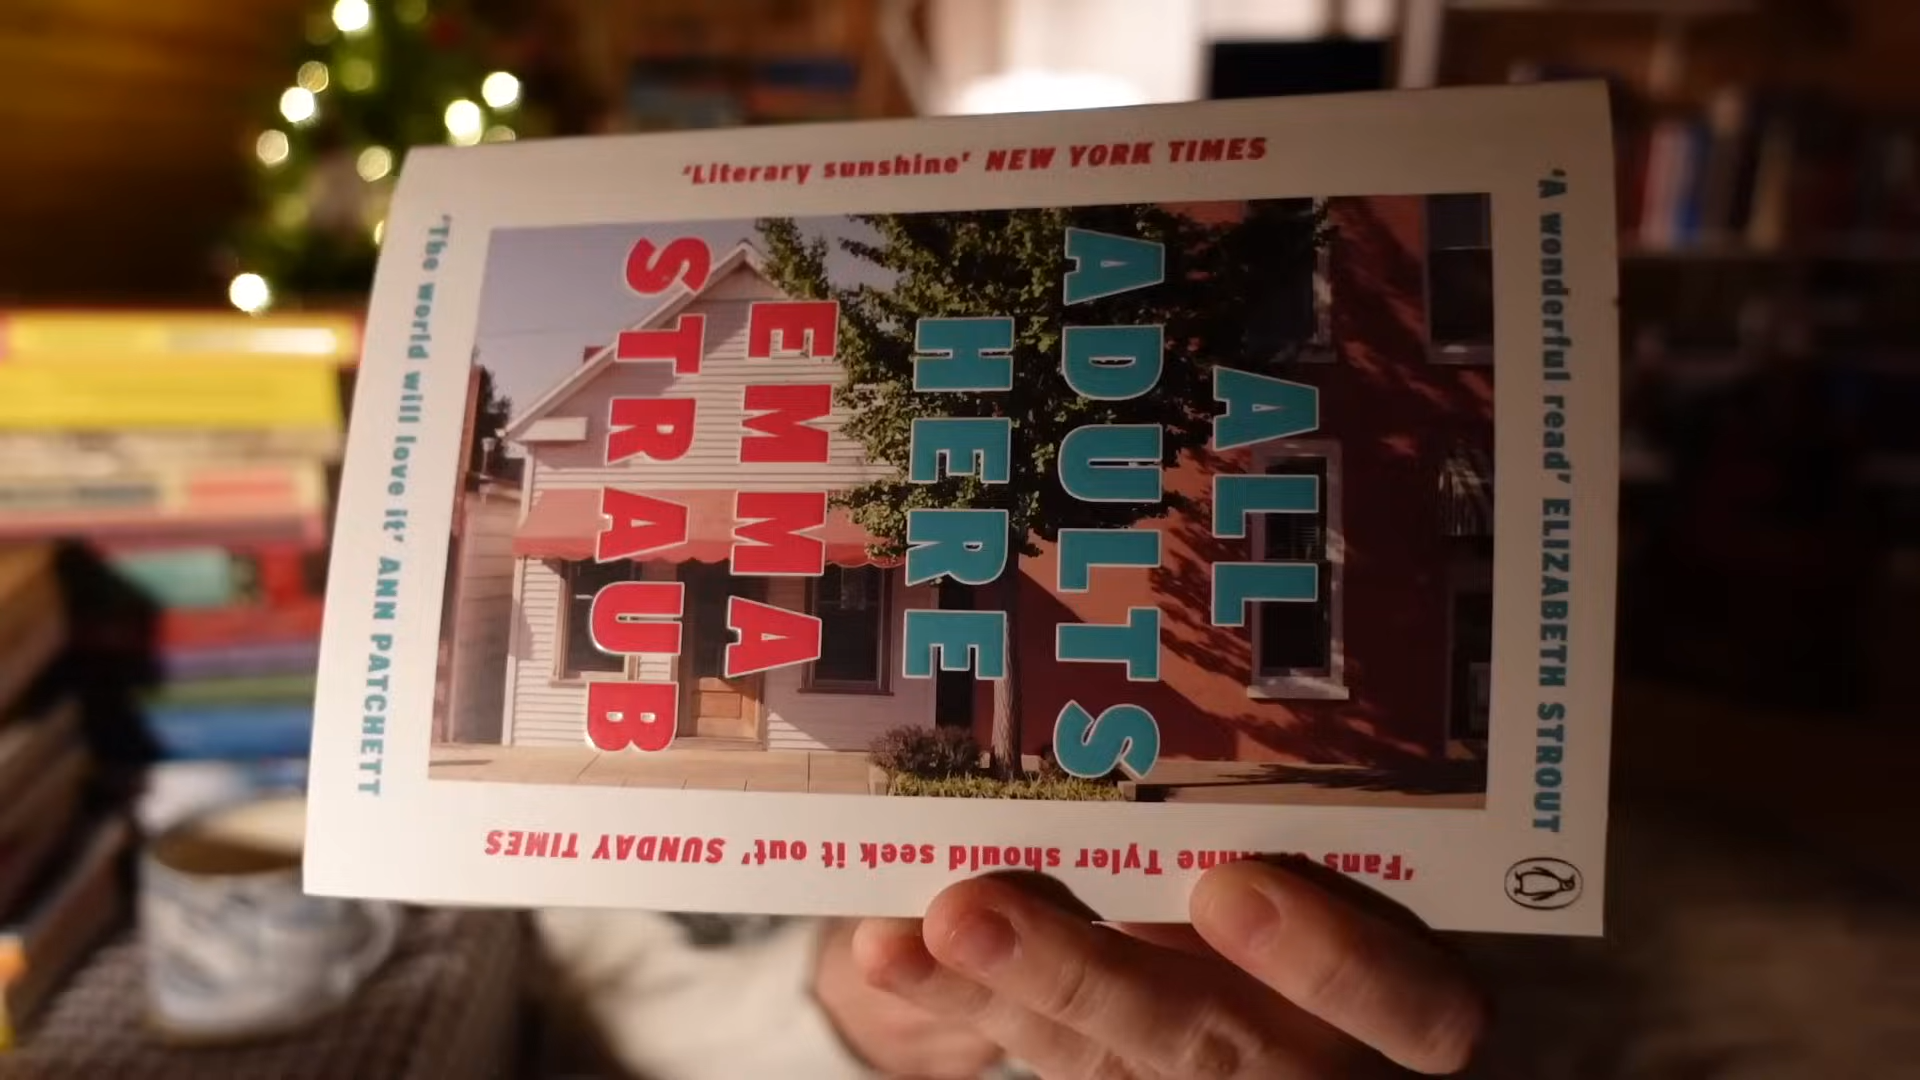 'A wonderful read' ELIZABETH STROUT
ALL
ADULTS
HERE
EMMA
STRAUB
'The world will love it' ANN PATCHETT
'Literary sunshine' NEW YORK TIMES
'Fans Anne Tyler should seek it out' SUNDAY TIMES